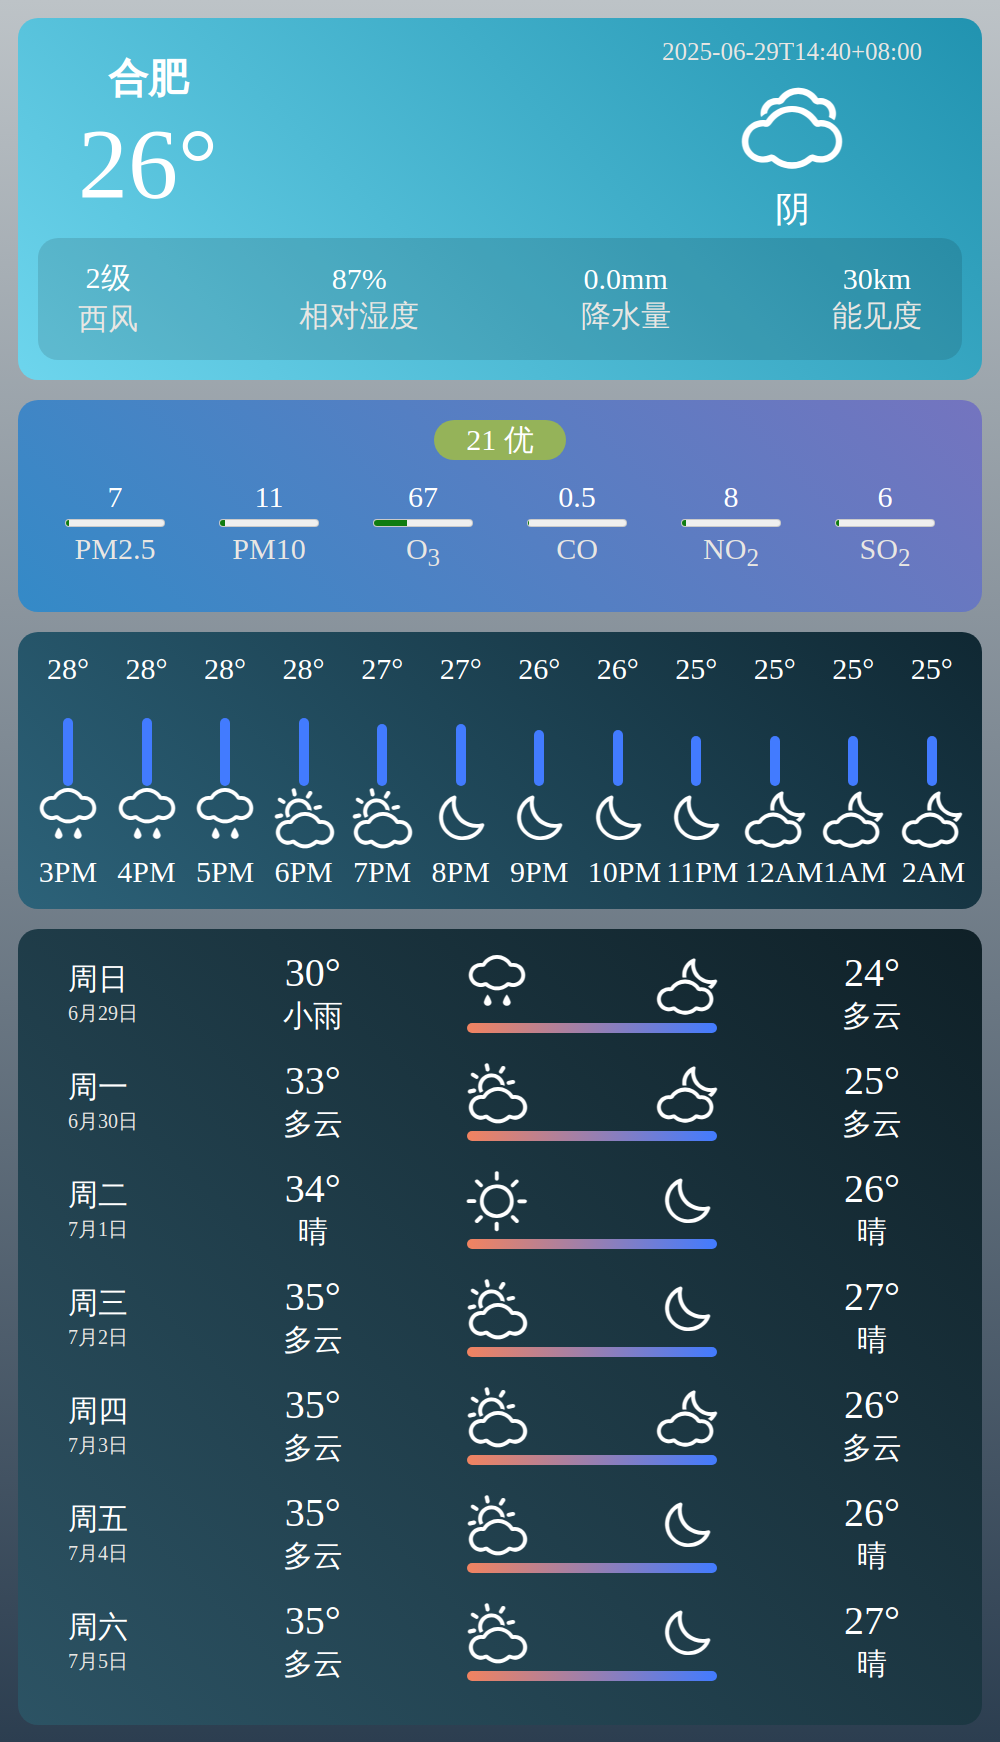 合肥
26°
2025-06-29T14:40+08:00
阴
2级 87% 0.0mm 30km
西风 相对湿度 降水量 能见度
21 优
7 11 67 0.5 8 6
PM2.5 PM10 O3 CO NO2 SO2
28° 28° 28° 28° 27° 27° 26° 26° 25° 25° 25° 25°
3PM 4PM 5PM 6PM 7PM 8PM 9PM 10PM 11PM 12AM 1AM 2AM
周日 30° 24°
6月29日 小雨 多云
周一 33° 25°
6月30日 多云 多云
周二 34° 26°
7月1日 晴 晴
周三 35° 27°
7月2日 多云 晴
周四 35° 26°
7月3日 多云 多云
周五 35° 26°
7月4日 多云 晴
周六 35° 27°
7月5日 多云 晴